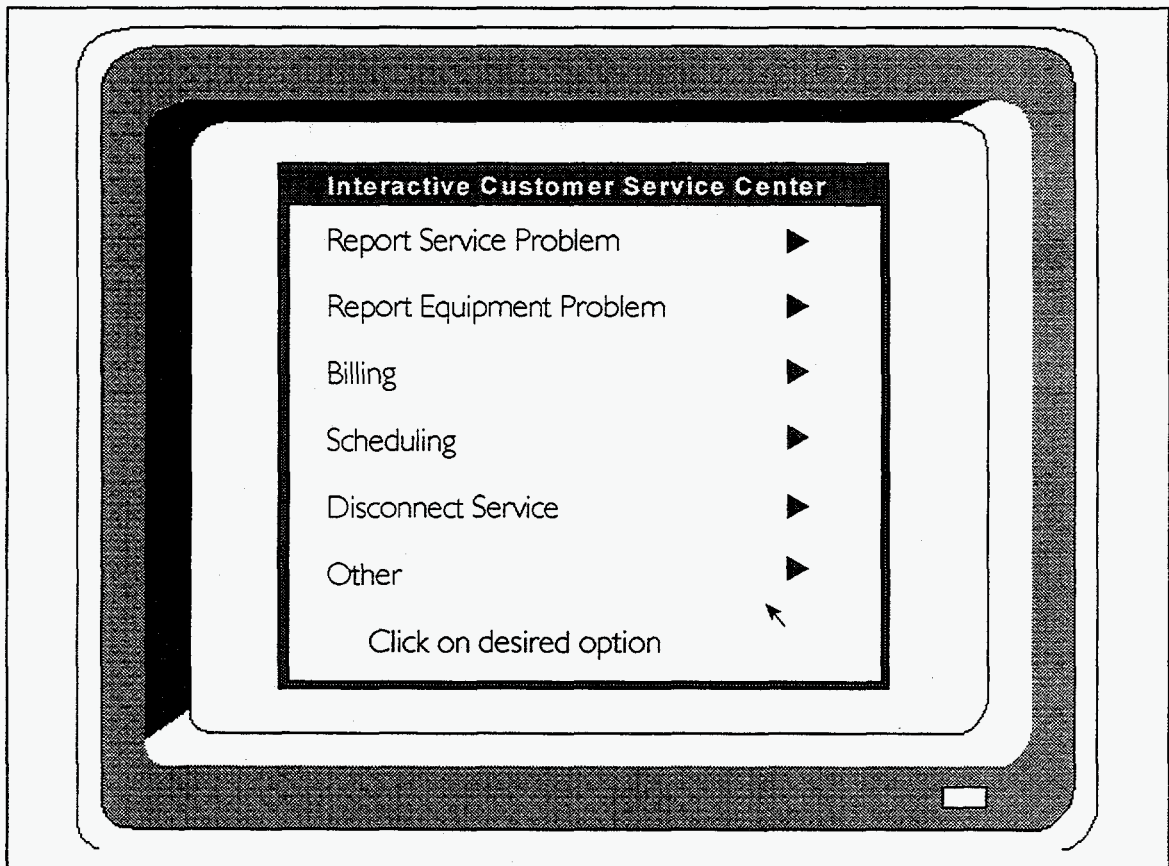 Interactive Customer Service Center
Report Service Problem
Report Equipment Problem
Billing
Scheduling
Disconnect Service
Other
Click on desired option